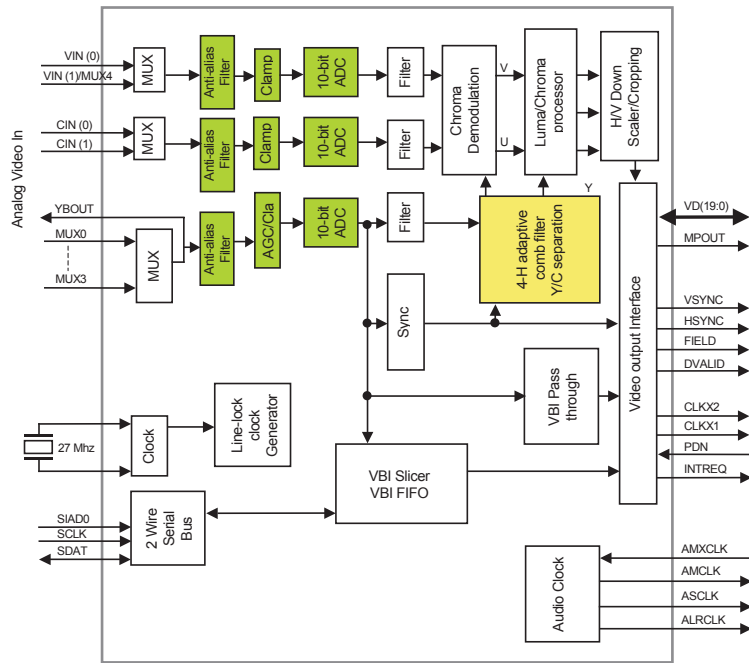 Analog Video In
VIN (0)
VIN (1)/MUX4
MUX
Anti-alias
Filter
Clamp
10-bit
ADC
Filter
Chroma
Demodulation
V
U
Luma/Chroma
processor
H/V Down
Scaler/Cropping
CIN (0)
CIN (1)
MUX
Anti-alias
Filter
Clamp
10-bit
ADC
Filter
YBOUT
MUX0
MUX3
MUX
Anti-alias
Filter
AGC/Cla
10-bit
ADC
Filter
Y
4-H adaptive
comb filter
Y/C separation
Sync
VBI Pass
through
VBI Slicer
VBI FIFO
Video output Interface
VD(19:0)
MPOUT
VSYNC
HSYNC
FIELD
DVALID
CLKX2
CLKX1
PDN
INTREQ
27 Mhz
Clock
Line-lock
clock
Generator
SIAD0
SCLK
SDAT
2 Wire
Serial
Bus
Audio Clock
AMXCLK
AMCLK
ASCLK
ALRCLK